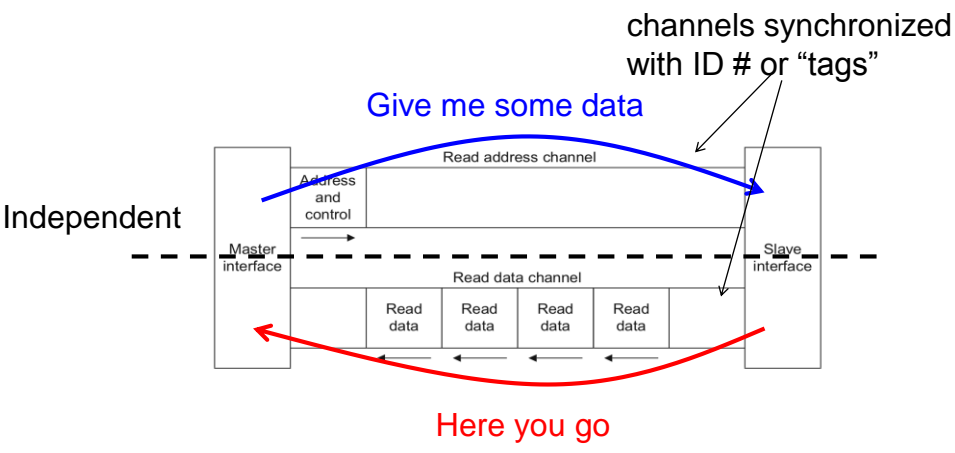 channels synchronized
with ID # or “tags”
Give me some data
Read address channel
Address
and
control
Independent
Master
interface
Slave
interface
Read data channel
Read
data
Read
data
Read
data
Read
data
Here you go